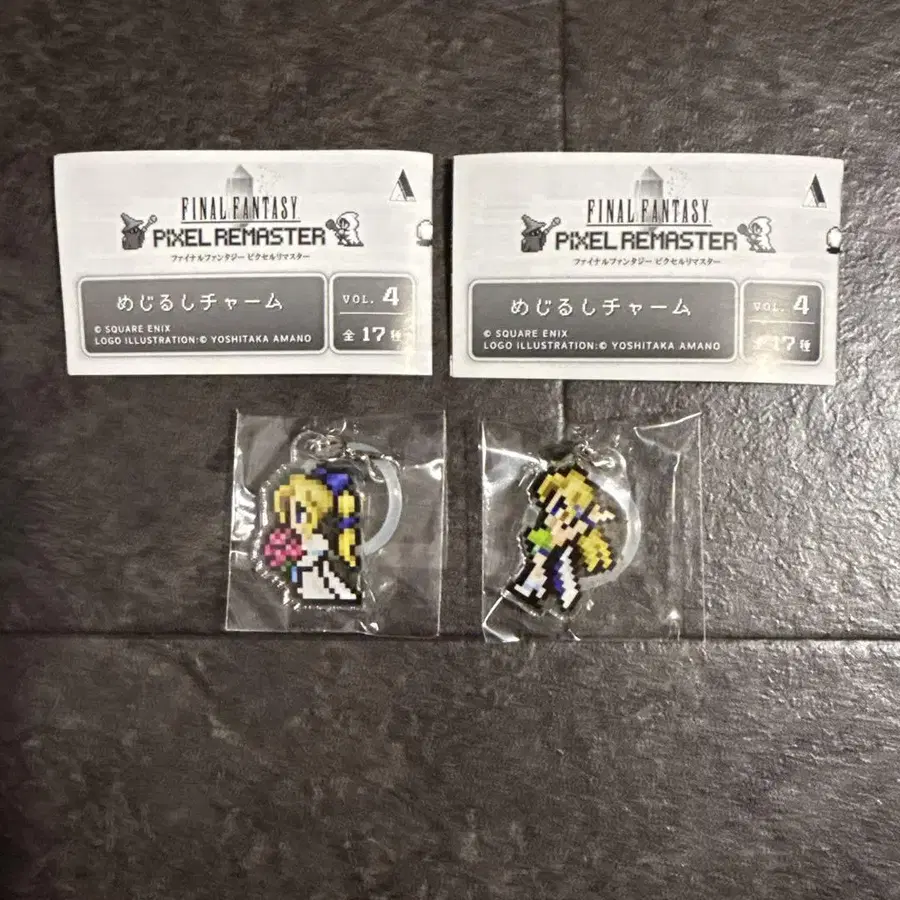 FINAL FANTASY
PIXEL REMASTER
ファイナルファンタジー ピクセルリマスター
めじるしチャーム
VOL. 4
© SQUARE ENIX
LOGO ILLUSTRATION:© YOSHITAKA AMANO
全17種
FINAL FANTASY
PIXEL REMASTER
ファイナルファンタジー ピクセルリマスター
めじるしチャーム
VOL. 4
© SQUARE ENIX
LOGO ILLUSTRATION:© YOSHITAKA AMANO
全17種